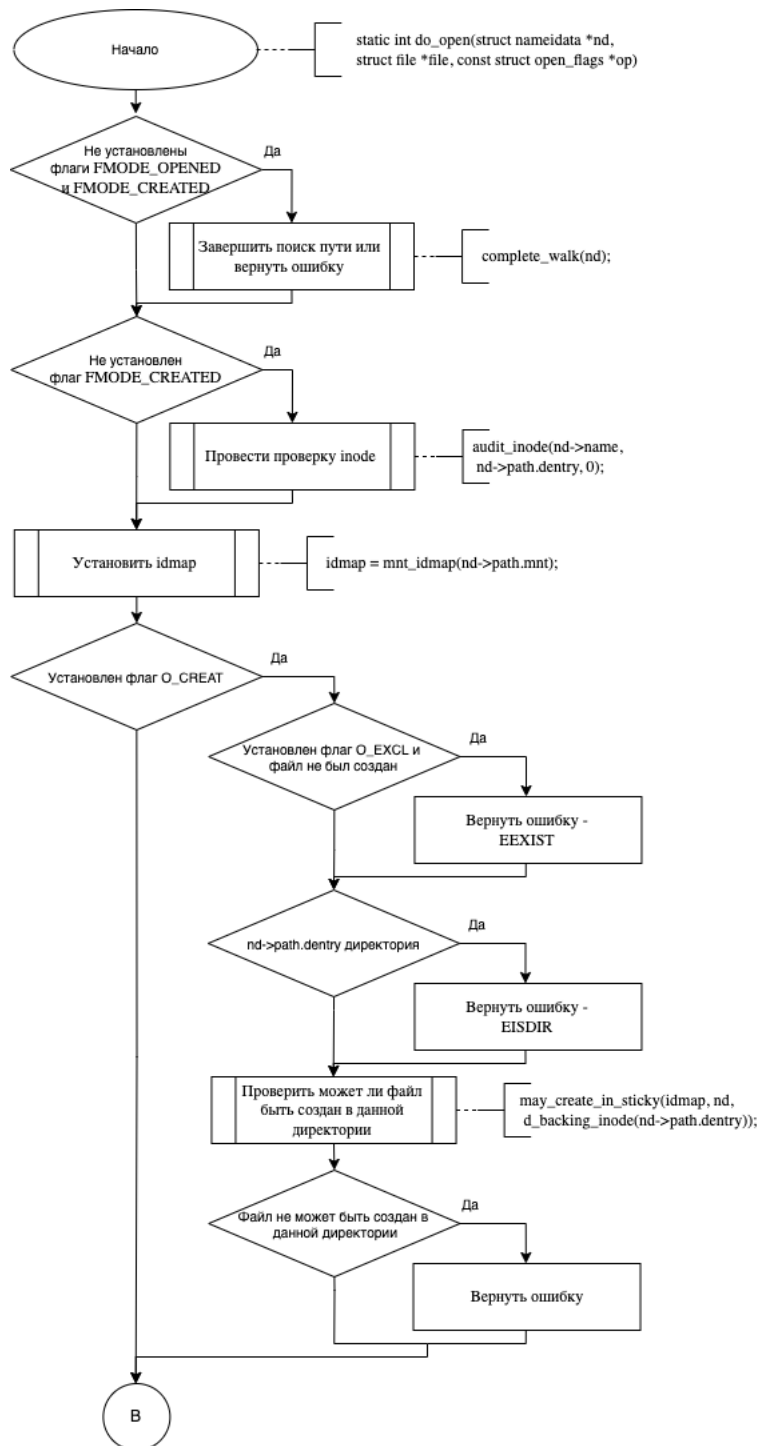 Начало
static int do_open(struct nameidata *nd,
struct file *file, const struct open_flags *op)
Не установлены
флаги FMODE_OPENED
и FMODE_CREATED
Да
Завершить поиск пути или
вернуть ошибку
complete_walk(nd);
Не установлен
флаг FMODE_CREATED
Да
Провести проверку inode
audit_inode(nd->name,
nd->path.dentry, 0);
Установить idmap
idmap = mnt_idmap(nd->path.mnt);
Установлен флаг O_CREAT
Да
Установлен флаг O_EXCL и
файл не был создан
Да
Вернуть ошибку -
EEXIST
nd->path.dentry директория
Да
Вернуть ошибку -
EISDIR
Проверить может ли файл
быть создан в данной
директории
may_create_in_sticky(idmap, nd,
d_backing_inode(nd->path.dentry));
Файл не может быть создан в
данной директории
Да
Вернуть ошибку
В